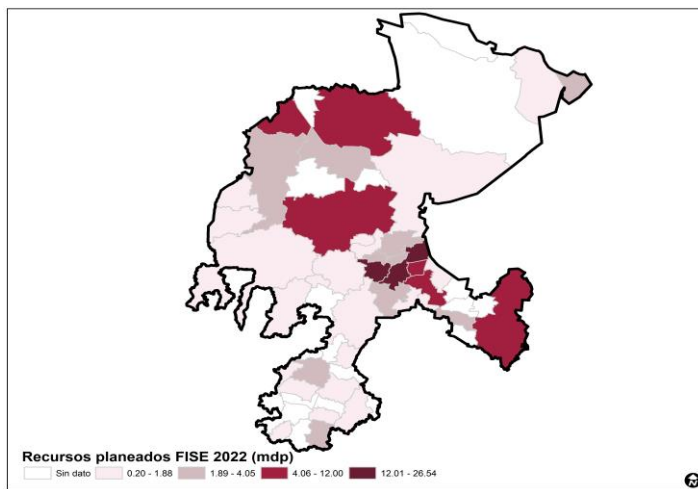 Recursos planeados FISE 2022 (mdp)
Sin dato 0.20 - 1.88 1.89 - 4.05 4.06 - 12.00 12.01 - 26.54